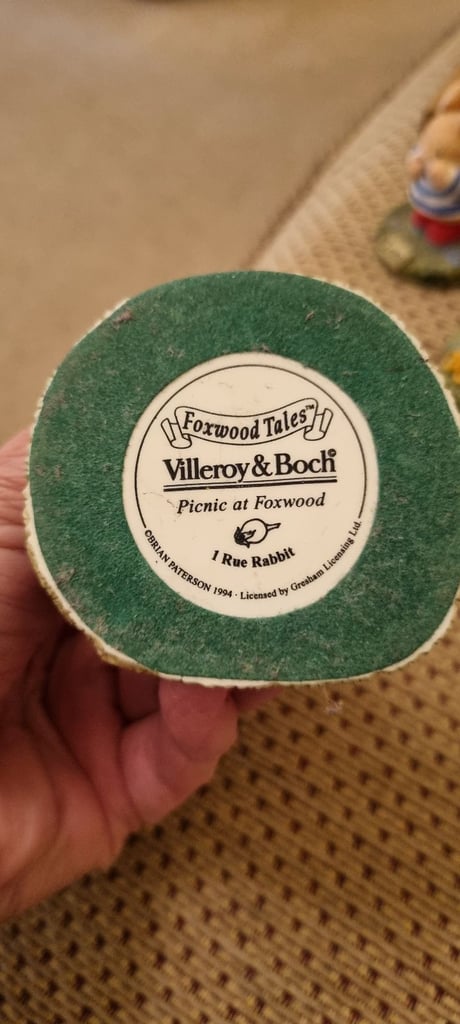 Foxwood Tales™
Villeroy & Boch©
Picnic at Foxwood
1 Rue Rabbit
©BRIAN PATERSON 1994 · Licensed by Gresham Licensing Ltd.